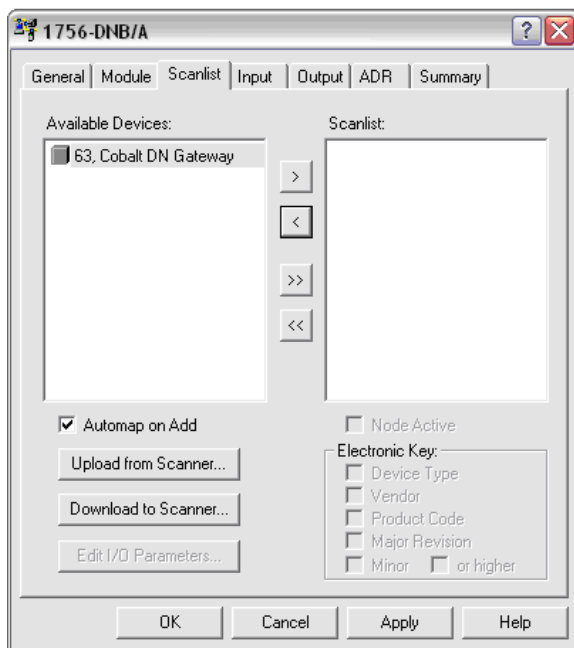 1756-DNB/A
General Module Scanlist Input Output ADR Summary
Available Devices:
Scanlist:
63, Cobalt DN Gateway
>
<
>>
<<
Automap on Add
Upload from Scanner...
Download to Scanner...
Edit I/O Parameters...
Node Active
Electronic Key:
Device Type
Vendor
Product Code
Major Revision
Minor or higher
OK Cancel Apply Help